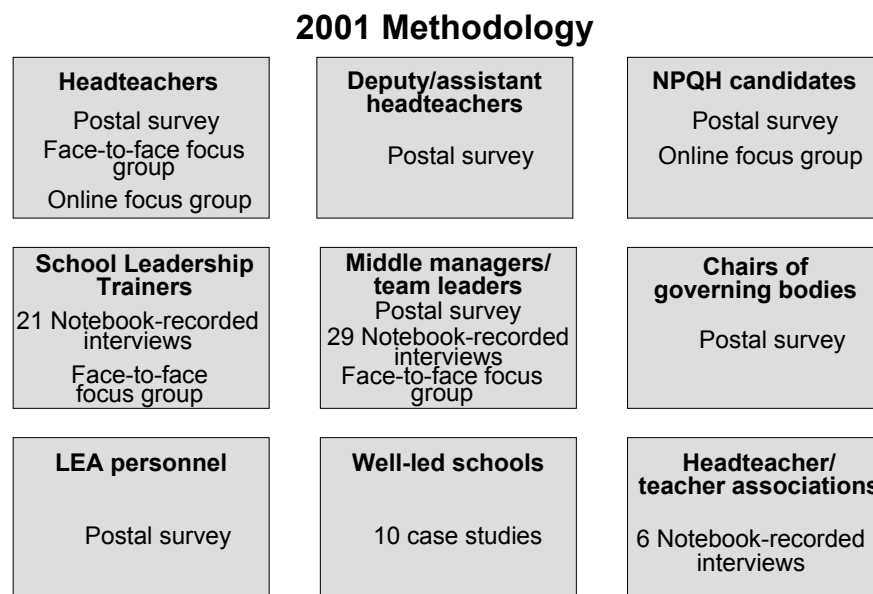 2001 Methodology
Headteachers
Postal survey
Face-to-face focus
group
Online focus group
Deputy/assistant
headteachers
Postal survey
NPQH candidates
Postal survey
Online focus group
School Leadership
Trainers
21 Notebook-recorded
interviews
Face-to-face
focus group
Middle managers/
team leaders
Postal survey
29 Notebook-recorded
interviews
Face-to-face focus
group
Chairs of
governing bodies
Postal survey
LEA personnel
Postal survey
Well-led schools
10 case studies
Headteacher/
teacher associations
6 Notebook-recorded
interviews